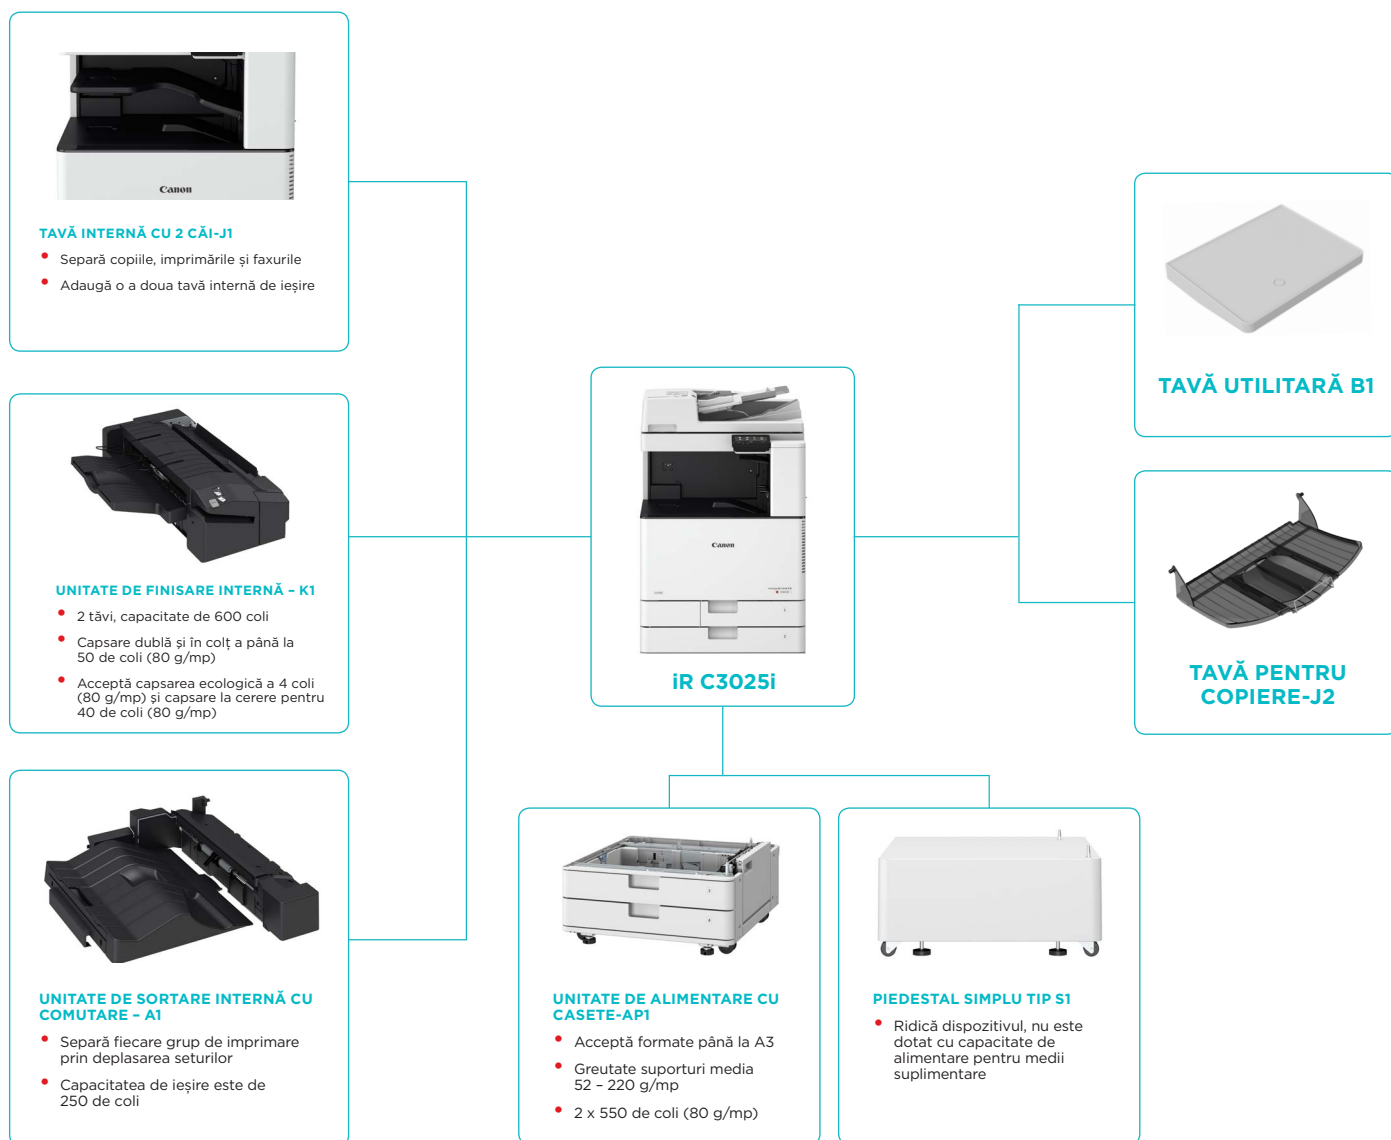 Canon
TAVĂ INTERNĂ CU 2 CĂI-J1
• Separă copiile, imprimările și faxurile
• Adaugă o a doua tavă internă de ieșire
UNITATE DE FINISARE INTERNĂ – K1
• 2 tăvi, capacitate de 600 coli
• Capsare dublă și în colț a până la
50 de coli (80 g/mp)
• Acceptă capsarea ecologică a 4 coli
(80 g/mp) și capsare la cerere pentru
40 de coli (80 g/mp)
UNITATE DE SORTARE INTERNĂ CU
COMUTARE – A1
• Separă fiecare grup de imprimare
prin deplasarea seturilor
• Capacitatea de ieșire este de
250 de coli
Canon
iR C3025i
UNITATE DE ALIMENTARE CU
CASETE-AP1
• Acceptă formate până la A3
• Greutate suporturi media
52 – 220 g/mp
• 2 x 550 de coli (80 g/mp)
PIEDESTAL SIMPLU TIP S1
• Ridică dispozitivul, nu este
dotat cu capacitate de
alimentare pentru medii
suplimentare
TAVĂ UTILITARĂ B1
TAVĂ PENTRU
COPIERE-J2